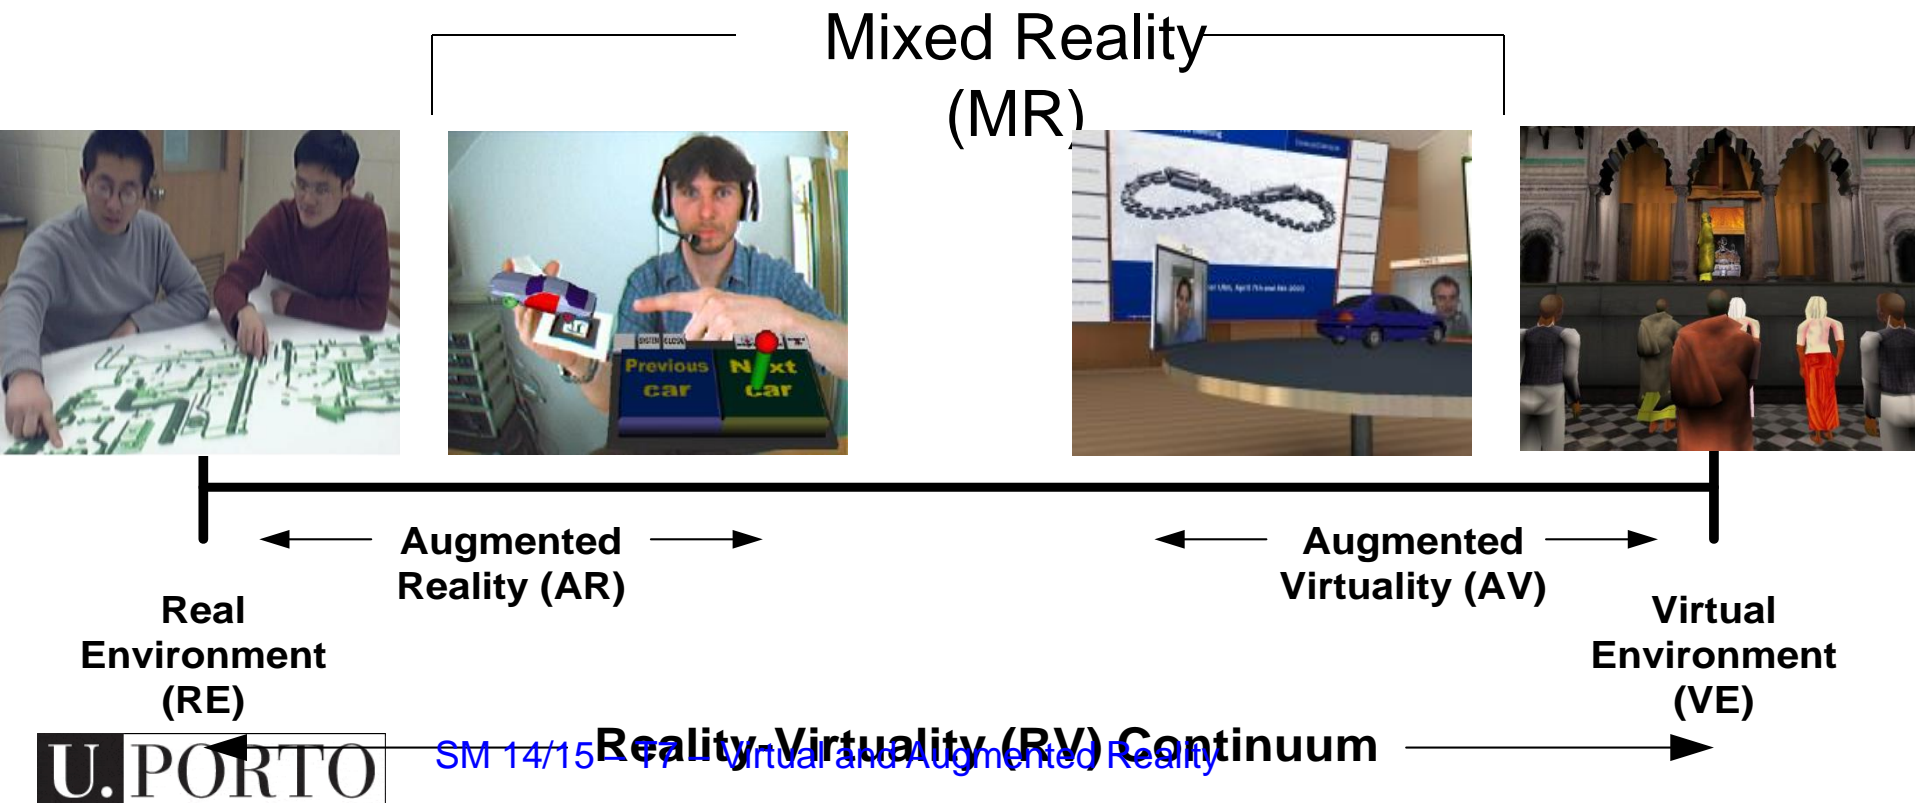 Mixed Reality
(MR)
Previous
car
Next
car
Augmented
Reality (AR)
Augmented
Virtuality (AV)
Real
Environment
(RE)
Virtual
Environment
(VE)
Reality-Virtuality (RV) Continuum
U. PORTO
SM 14/15 – T7 – Virtual and Augmented Reality